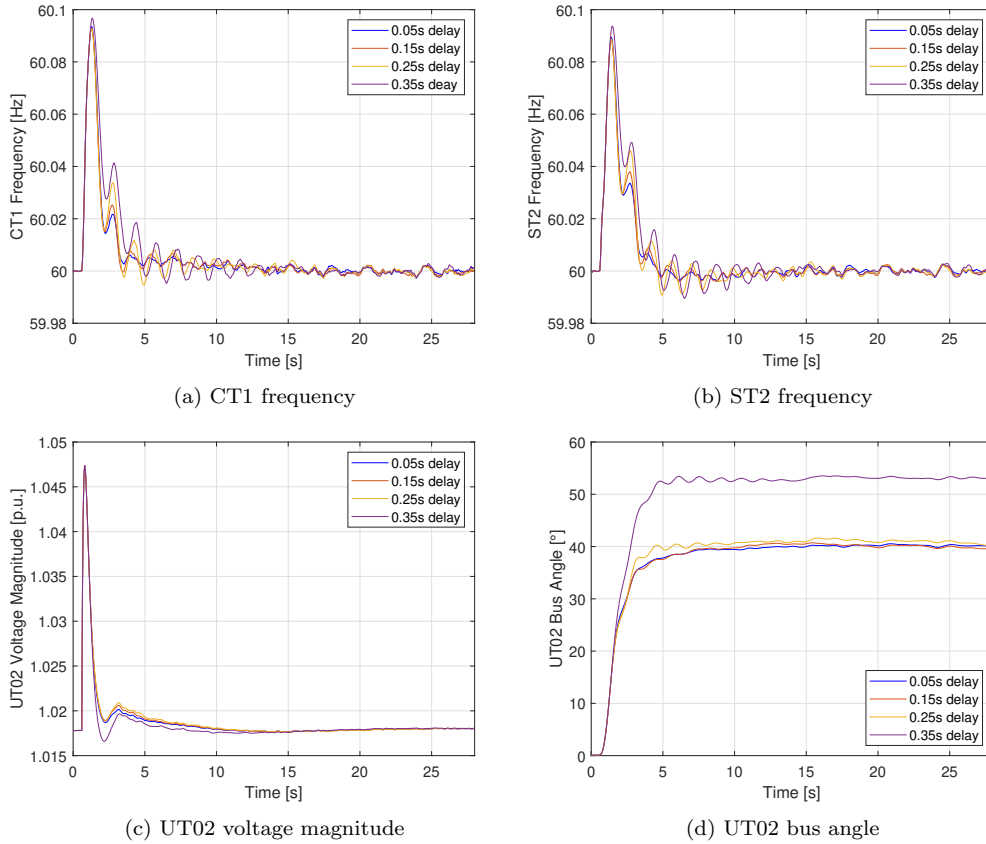 60.1
60.08
60.06
60.04
60.02
60
59.98
CT1 Frequency [Hz]
0 5 10 15 20 25
Time [s]
0.05s delay
0.15s delay
0.25s delay
0.35s deay
(a) CT1 frequency
60.1
60.08
60.06
60.04
60.02
60
59.98
ST2 Frequency [Hz]
0 5 10 15 20 25
Time [s]
0.05s delay
0.15s delay
0.25s delay
0.35s delay
(b) ST2 frequency
1.05
1.045
1.04
1.035
1.03
1.025
1.02
1.015
UT02 Voltage Magnitude [p.u.]
0 5 10 15 20 25
Time [s]
0.05s delay
0.15s delay
0.25s delay
0.35s delay
(c) UT02 voltage magnitude
60
50
40
30
20
10
0
UT02 Bus Angle [°]
0 5 10 15 20 25
Time [s]
0.05s delay
0.15s delay
0.25s delay
0.35s delay
(d) UT02 bus angle